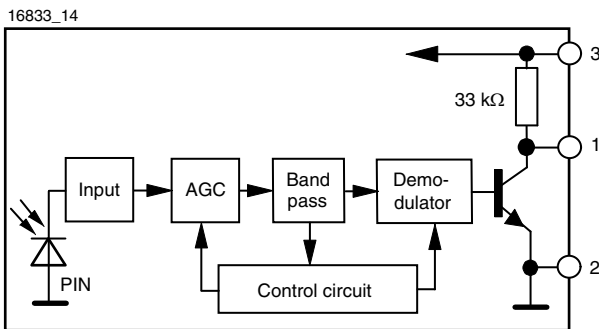 16833_14
3
33 kΩ
1
Input
AGC
Band
pass
Demo-
dulator
PIN
Control circuit
2